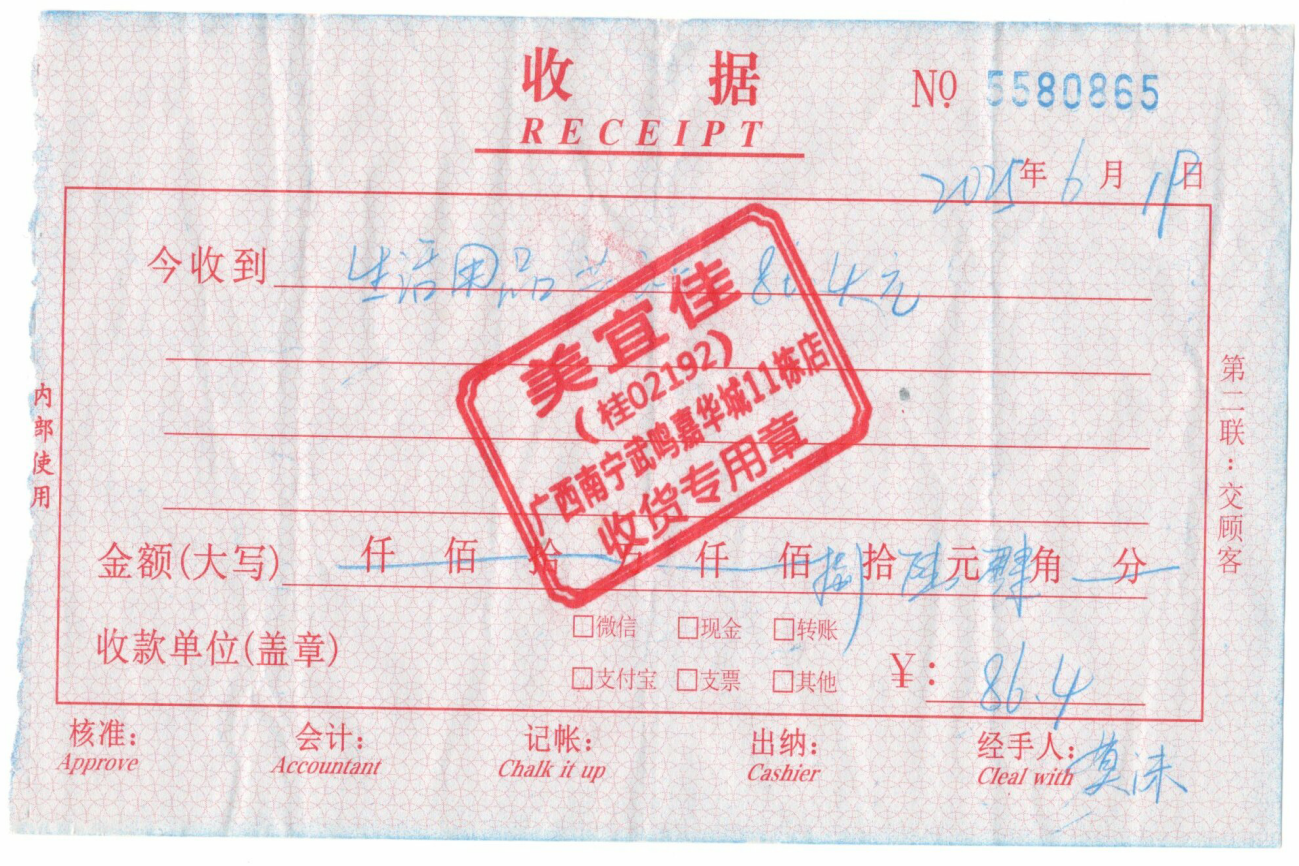 收 据
RECEIPT
№ 5580865
2025年6月19日
今收到 生活用品 86.4元
美宜佳
(桂02192)
广西南宁武鸣嘉华城11栋店
收货专用章
金额(大写) 仟 佰 拾 万 仟 佰 捌拾 陆元 肆角 分
收款单位(盖章)
□微信 □现金 □转账
□支付宝 □支票 □其他
¥: 86.4
核准: 会计: 记帐: 出纳: 经手人: 莫
Approve Accountant Chalk it up Cashier Cleal with
内部使用
第二联:交顾客